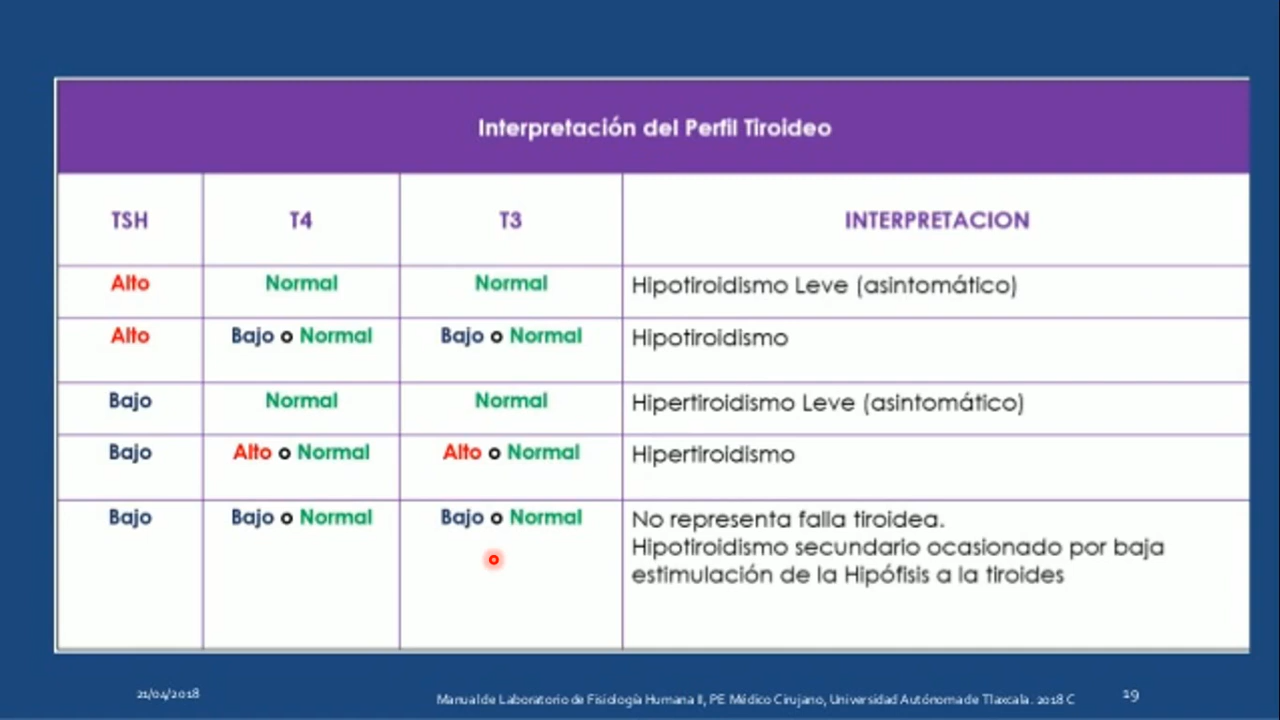 Interpretación del Perfil Tiroideo
TSH T4 T3 INTERPRETACION
Alto Normal Normal Hipotiroidismo Leve (asintomático)
Alto Bajo o Normal Bajo o Normal Hipotiroidismo
Bajo Normal Normal Hipertiroidismo Leve (asintomático)
Bajo Alto o Normal Alto o Normal Hipertiroidismo
Bajo Bajo o Normal Bajo o Normal No representa falla tiroidea.
Hipotiroidismo secundario ocasionado por baja
estimulación de la Hipófisis a la tiroides
21/04/2018 Manual de Laboratorio de Fisiología Humana II, PE Médico Cirujano, Universidad Autónoma de Tlaxcala. 2018 C 19